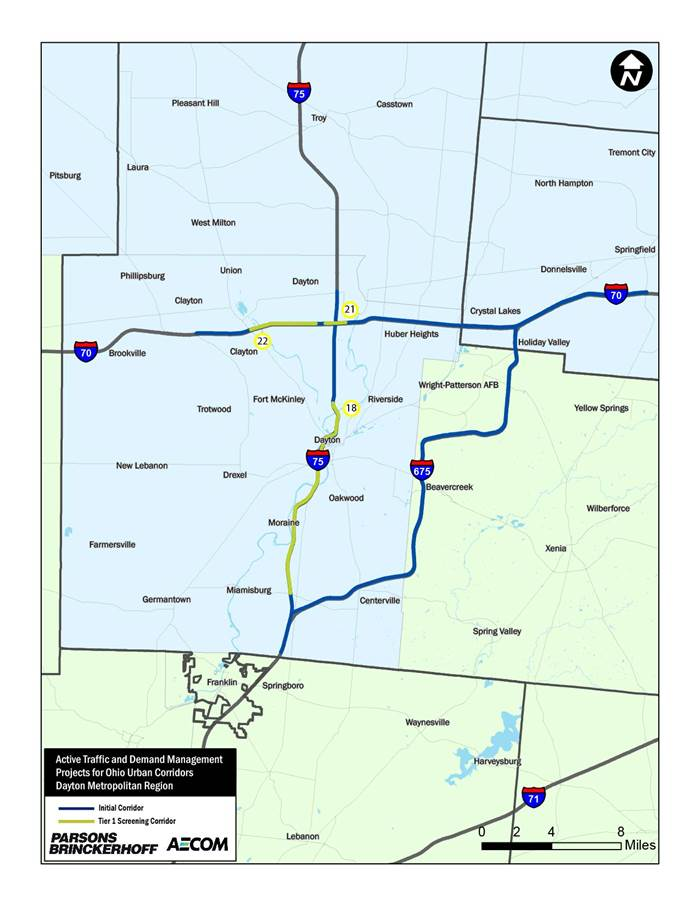 N
75
Pleasant Hill
Casstown
Troy
Tremont City
Laura
Pitsburg
North Hampton
West Milton
Springfield
Union
Donnelsville
Phillipsburg
Dayton
70
Clayton
21
Crystal Lakes
Huber Heights
22
Holiday Valley
70
Brookville
Clayton
Wright-Patterson AFB
Fort McKinley
Riverside
Trotwood
18
Yellow Springs
Dayton
75
New Lebanon
675
Drexel
Beavercreek
Oakwood
Wilberforce
Moraine
Farmersville
Xenia
Miamisburg
Germantown
Centerville
Spring Valley
Franklin
Springboro
Waynesville
Harveysburg
71
Lebanon
Active Traffic and Demand Management
Projects for Ohio Urban Corridors
Dayton Metropolitan Region
Initial Corridor
Tier 1 Screening Corridor
PARSONS
BRINCKERHOFF
AECOM
0 2 4 8
Miles